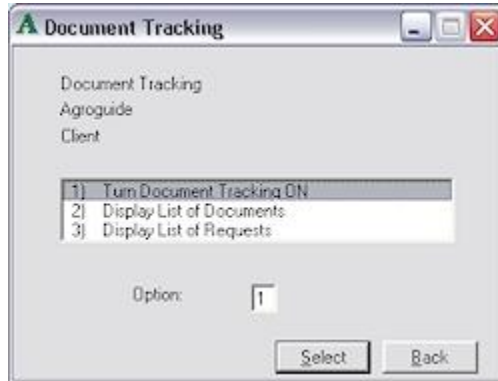 Document Tracking
Document Tracking
Agroguide
Client
1) Turn Document Tracking ON
2) Display List of Documents
3) Display List of Requests
Option: 1
Select Back